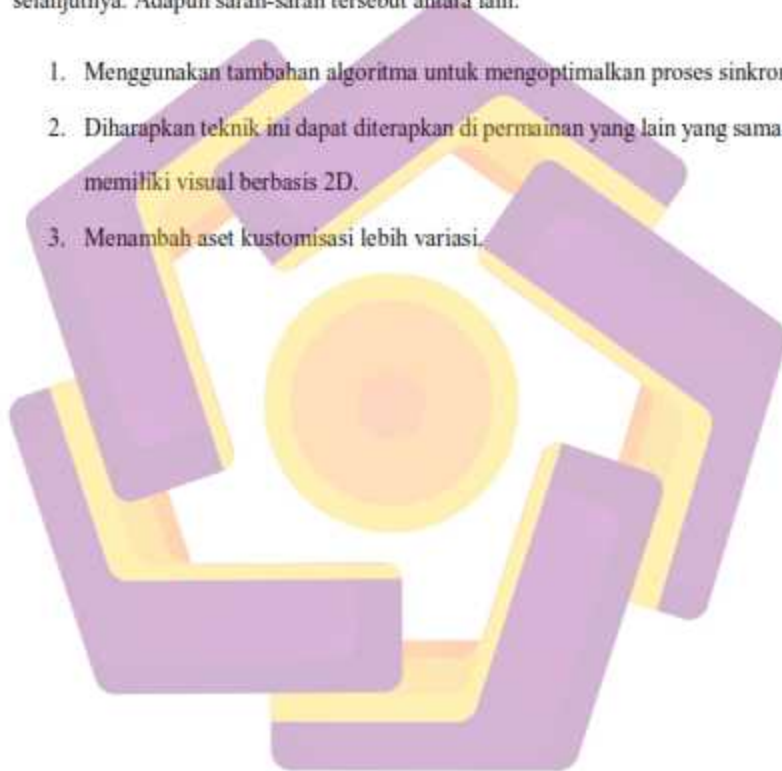 selanjutnya. Adapun saran-saran tersebut antara lain:
1. Menggunakan tambahan algoritma untuk mengoptimalkan proses
2. Diharapkan teknik ini dapat diterapkan di permainan yang lain yang sama
memiliki visual berbasis 2D.
3. Menambah aset kustomisasi lebih variasi.